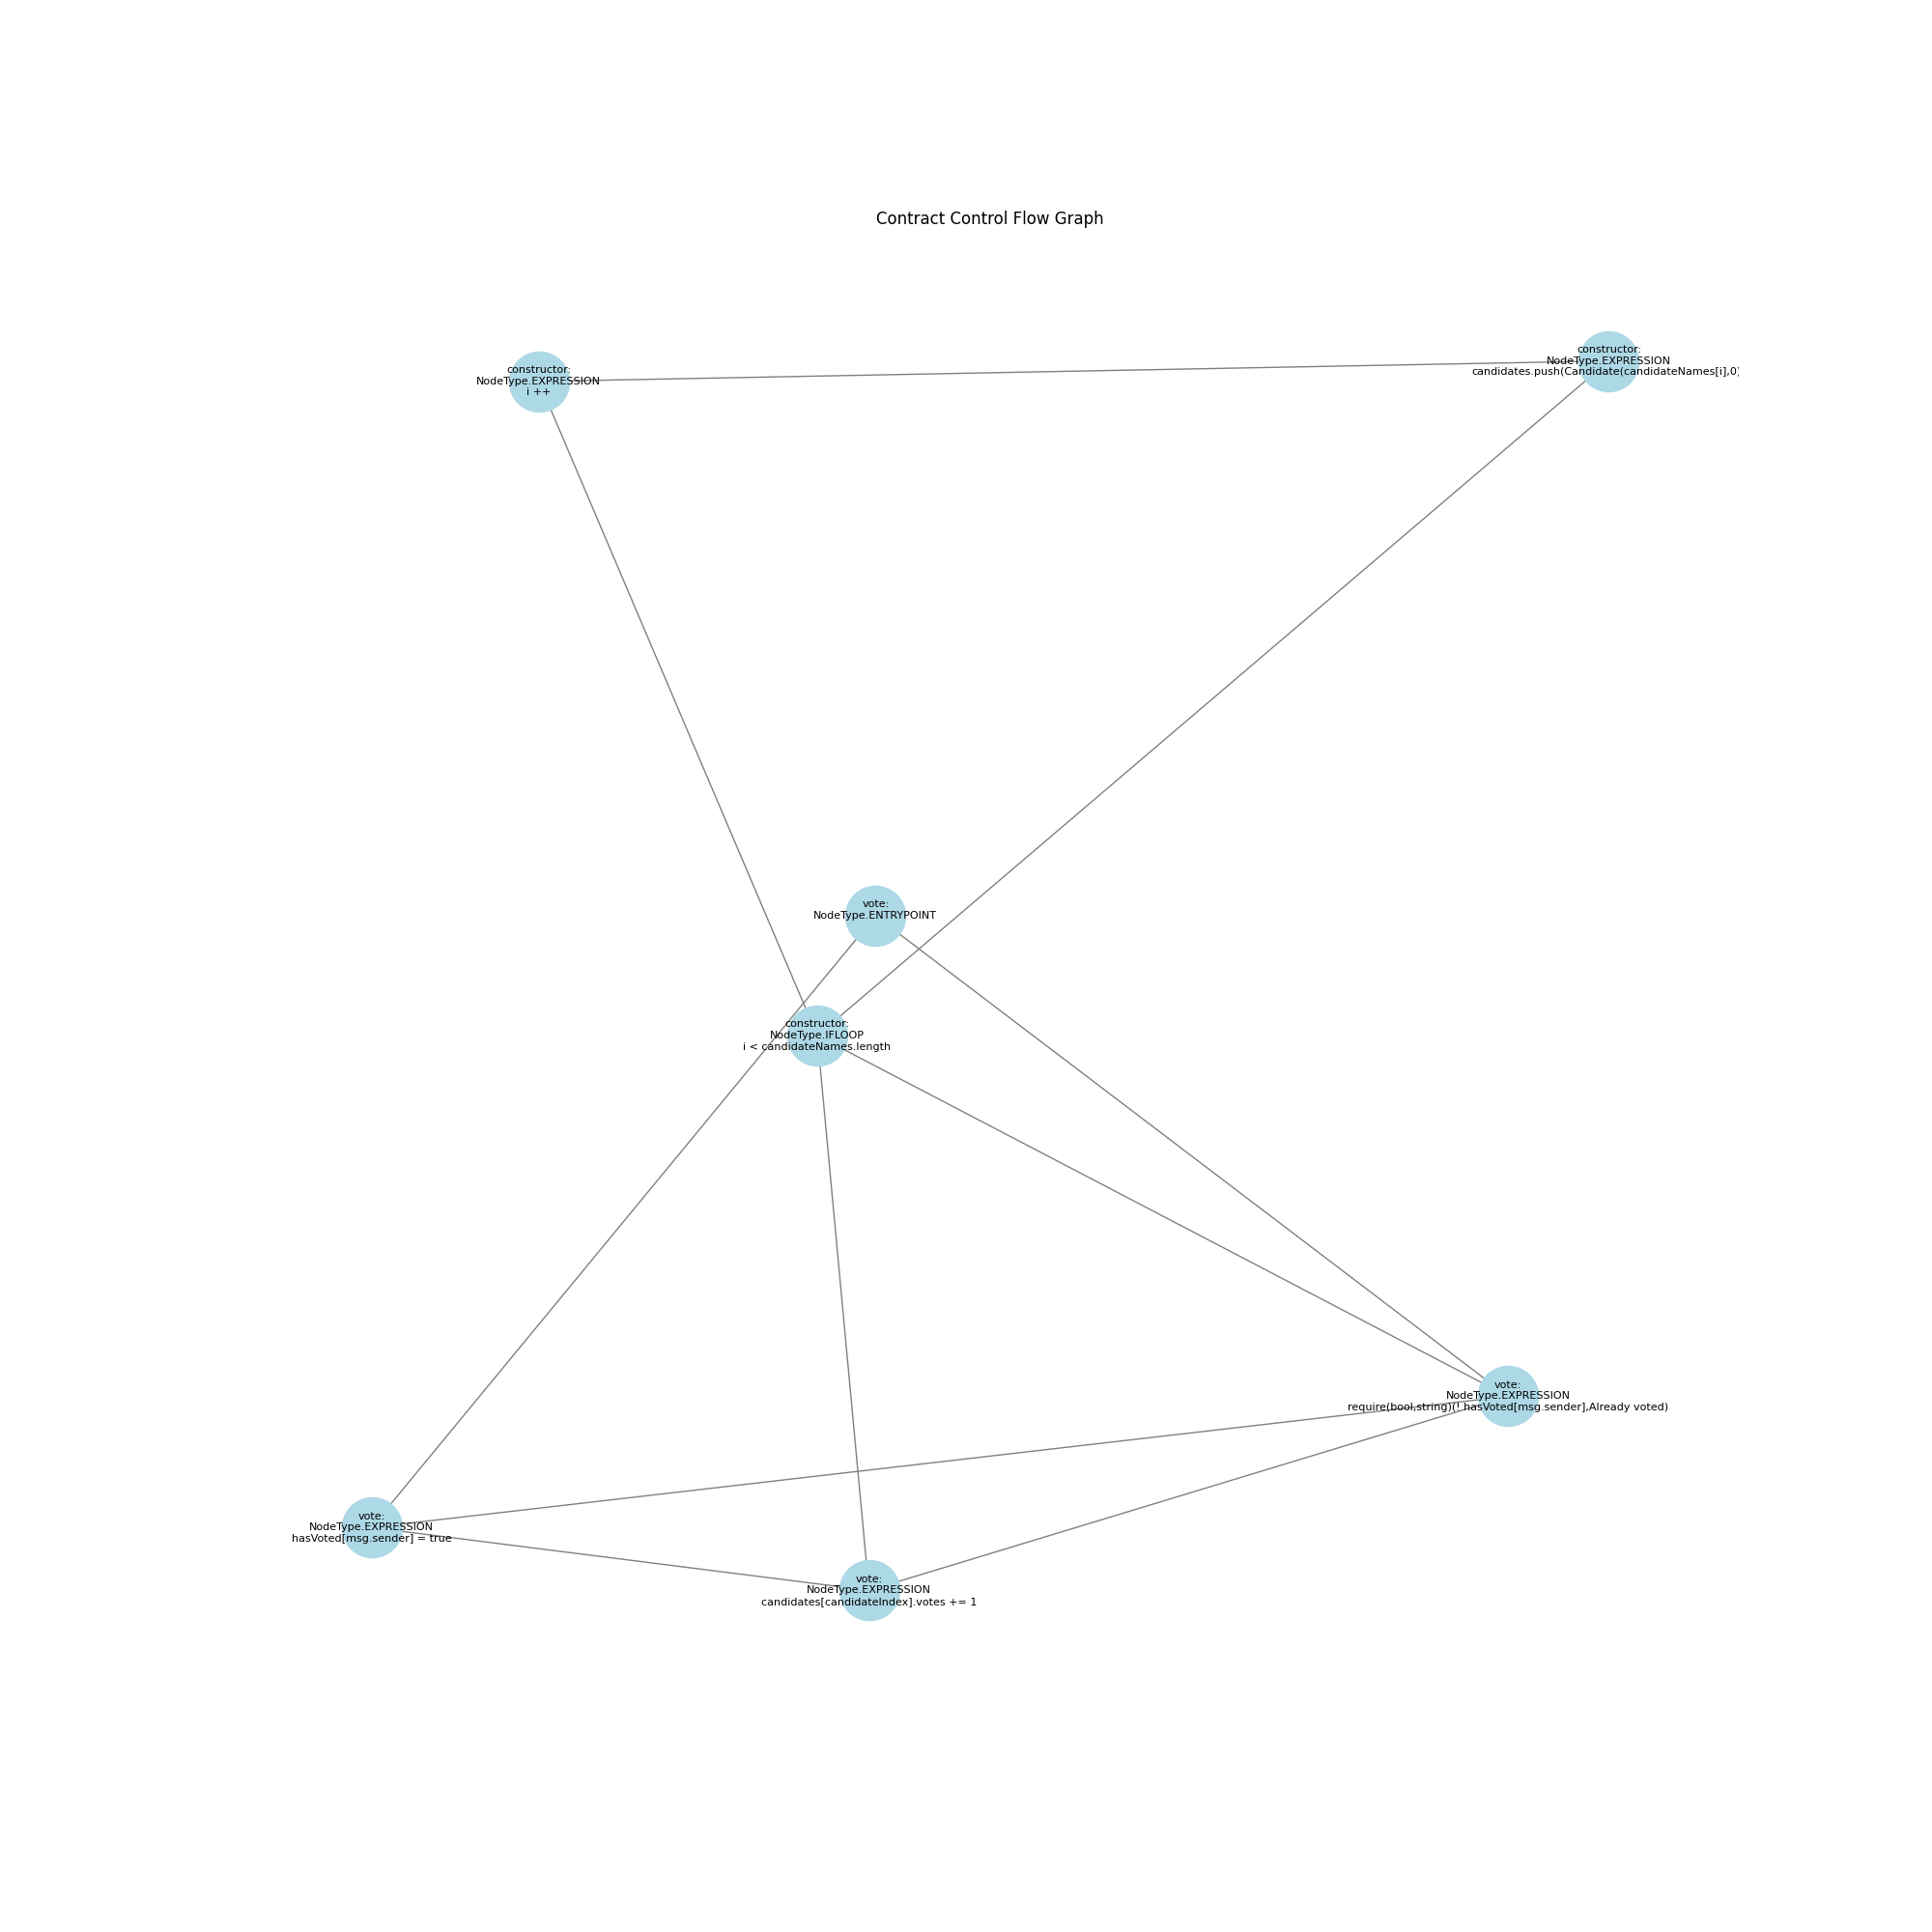 Contract Control Flow Graph
constructor:
NodeType.EXPRESSION
candidates.push(Candidate(candidateNames[i],0)
constructor:
NodeType.EXPRESSION
i ++
vote:
NodeType.ENTRYPOINT
constructor:
NodeType.IFLOOP
i < candidateNames.length
vote:
NodeType.EXPRESSION
require(bool,string)(! hasVoted[msg.sender],Already voted)
vote:
NodeType.EXPRESSION
hasVoted[msg.sender] = true
vote:
NodeType.EXPRESSION
candidates[candidateIndex].votes += 1